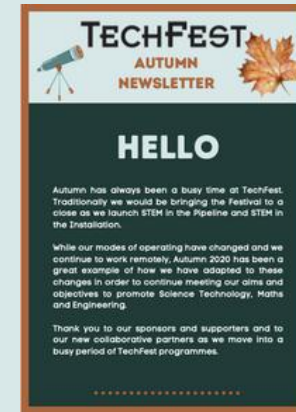 TECHFEST
AUTUMN
NEWSLETTER
HELLO
Autumn has always been a busy time at TechFest.
Traditionally we would be bringing the Festival to a
close as we launch STEM in the Pipeline and STEM in
the Installation.
While our modes of operating have changed and we
continue to work remotely, Autumn 2020 has been a
great example of how we have adapted to these
changes in order to continue meeting our aims and
objectives to promote Science Technology, Maths
and Engineering.
Thank you to our sponsors and supporters and to
our new collaborative partners as we move into a
busy period of TechFest programmes.